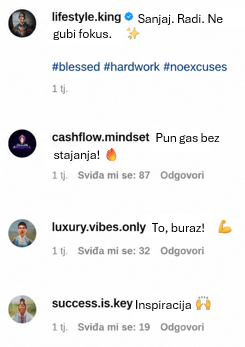 lifestyle.king Sanjaj. Radi. Ne
gubi fokus. ✨
#blessed #hardwork #noexcuses
1 tj.
cashflow.mindset Pun gas bez
stajanja! 🔥
1 tj. Sviđa mi se: 87 Odgovori
luxury.vibes.only To, buraz! 💪
1 tj. Sviđa mi se: 32 Odgovori
success.is.key Inspiracija 🙌
1 tj. Sviđa mi se: 19 Odgovori